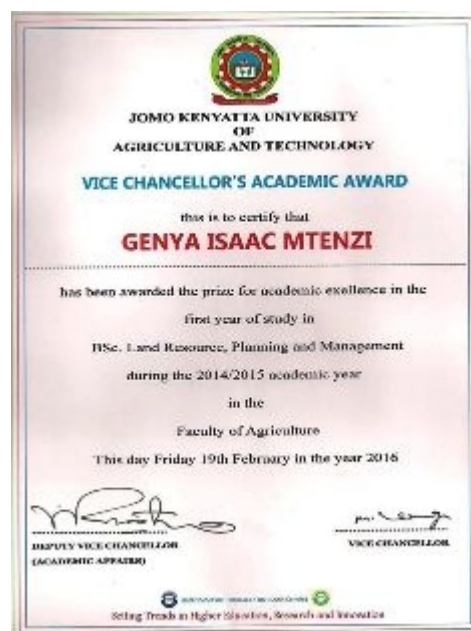 JOMO KENYATTA UNIVERSITY
OF
AGRICULTURE AND TECHNOLOGY
VICE CHANCELLOR'S ACADEMIC AWARD
this is to certify that
GENYA ISAAC MTENZI
has been awarded the prize for academic exellence in the
first year of study in
BSc. Land Resource, Planning and Management
during the 2014/2015 academic year
in the
Faculty of Agriculture
This day Friday 19th February in the year 2016
DEPUTY VICE CHANCELLOR
(ACADEMIC AFFAIRS)
VICE CHANCELLOR
Setting Trends in Higher Education, Research and Innovation